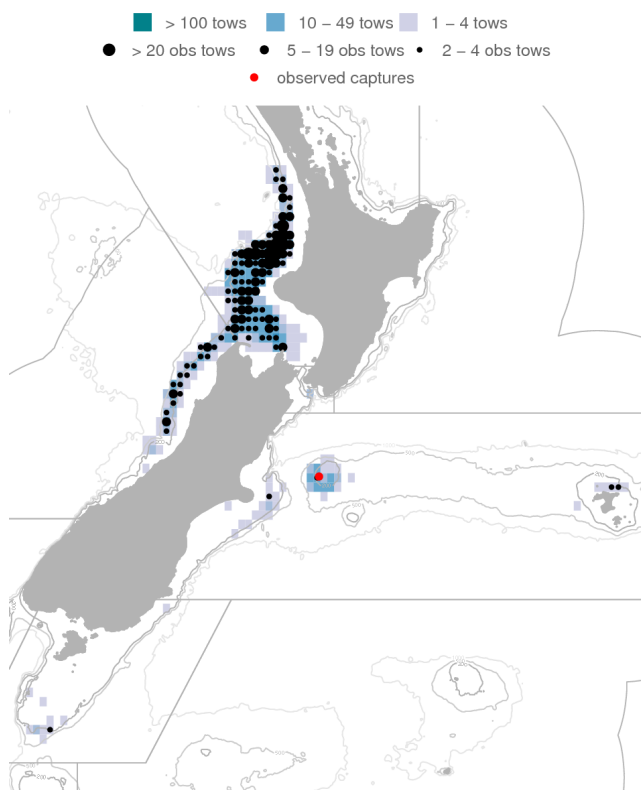 > 100 tows 10 − 49 tows 1 − 4 tows
> 20 obs tows 5 − 19 obs tows 2 − 4 obs tows
observed captures